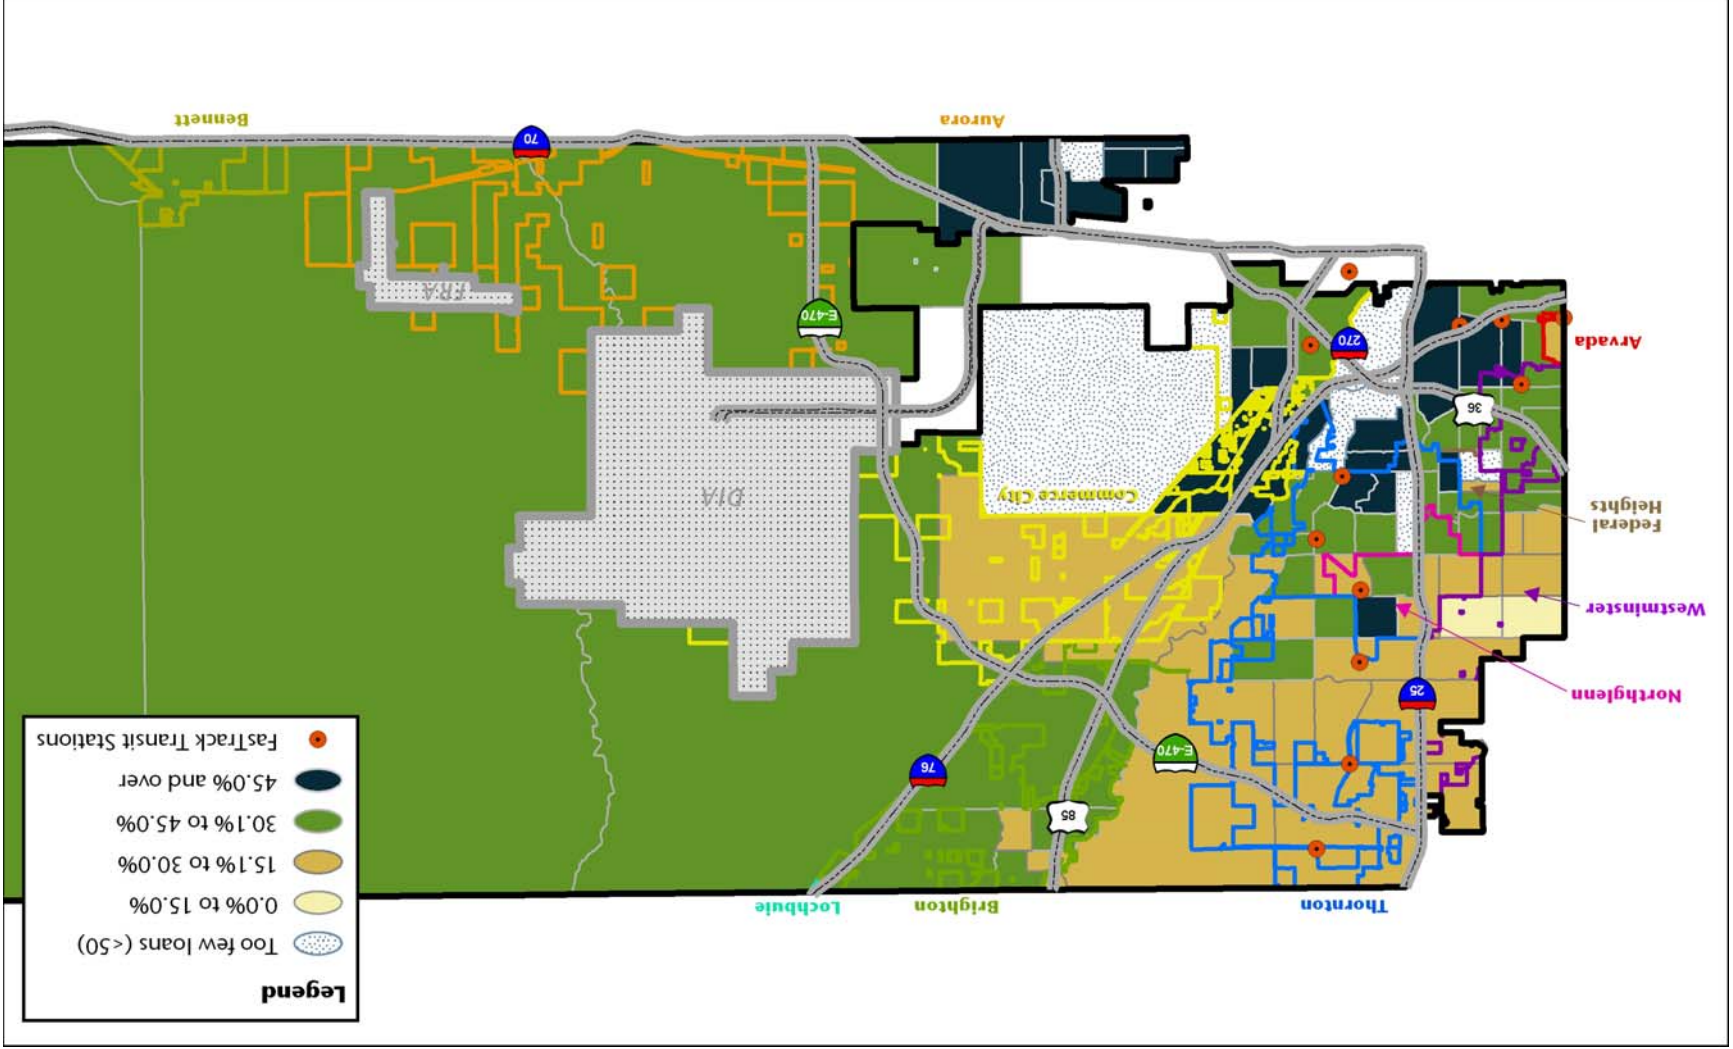 Thornton
Brighton
Lochbuie
85
76
E-470
25
Northglenn
Westminster
Federal
Heights
Commerce City
DIA
36
270
Arvada
E-470
FRA
70
Aurora
Bennett
Legend
Too few loans (<50)
0.0% to 15.0%
15.1% to 30.0%
30.1% to 45.0%
45.0% and over
FasTrack Transit Stations